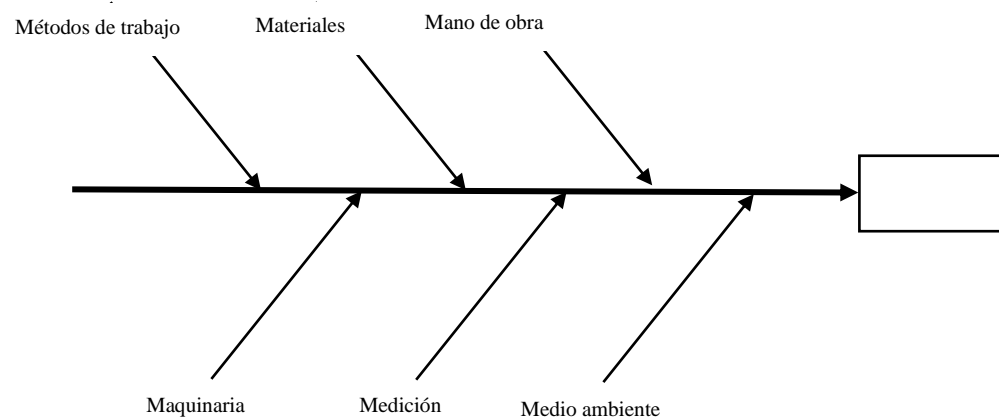 Métodos de trabajo
Materiales
Mano de obra
Maquinaria
Medición
Medio ambiente